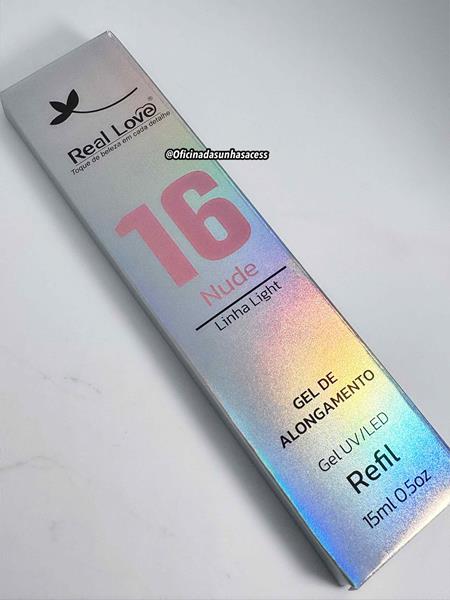 Real Love®
Toque de beleza em cada detalhe
@Oficinadasunhasacess
16
Nude
Linha Light
GEL DE
ALONGAMENTO
Gel UV/LED
Refil
15ml 0.5oz